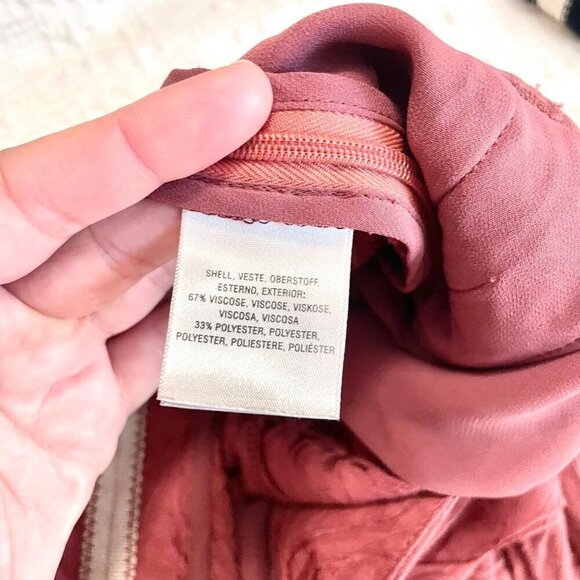 SHELL, VESTE, OBERSTOFF,
ESTERNO, EXTERIOR:
67% VISCOSE, VISCOSE, VISKOSE,
VISCOSA, VISCOSA
33% POLYESTER, POLYESTER,
POLYESTER, POLIESTERE, POLIÉSTER